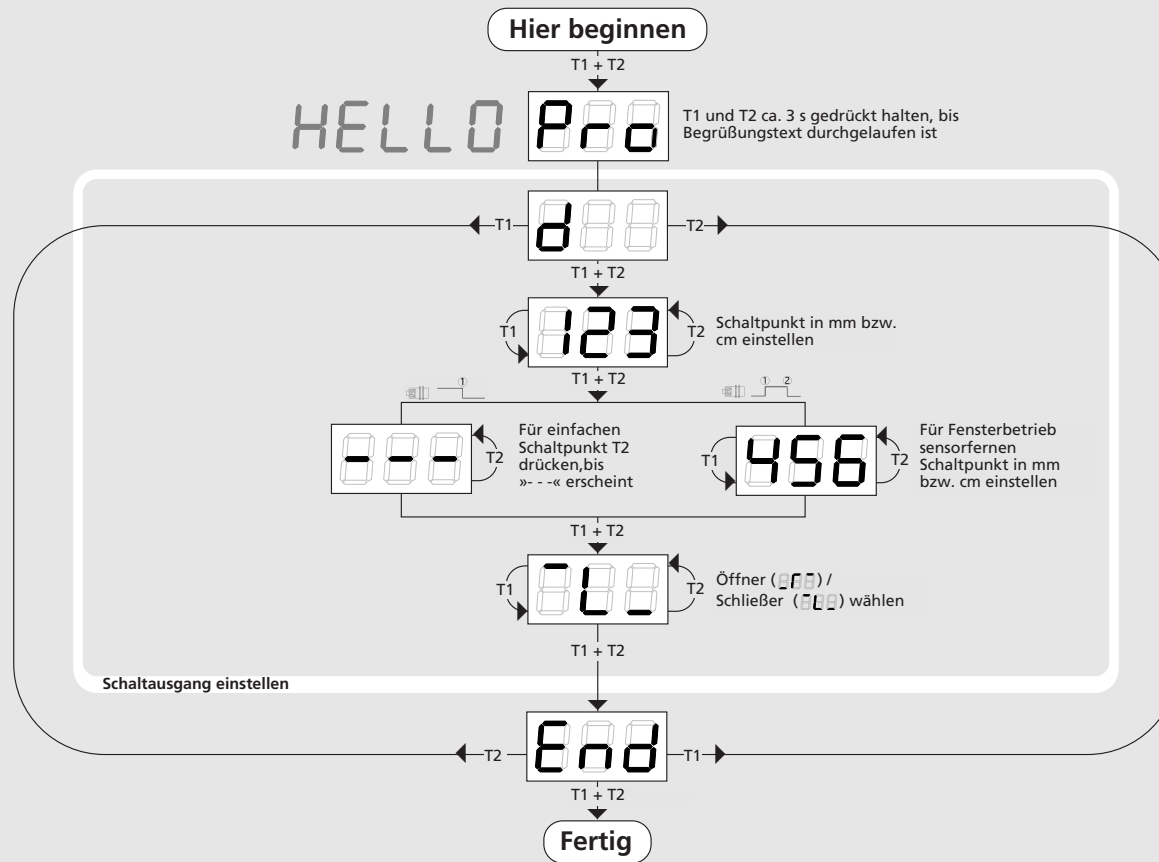 Hier beginnen
T1 + T2
HELLO
Pro
T1 und T2 ca. 3 s gedrückt halten, bis
Begrüßungstext durchgelaufen ist
T1
d
T2
T1 + T2
T1
123
T2
Schaltpunkt in mm bzw.
cm einstellen
T1 + T2
①
① ②
- - -
T2
Für einfachen
Schaltpunkt T2
drücken,bis
»- - -« erscheint
T1
456
T2
Für Fensterbetrieb
sensorfernen
Schaltpunkt in mm
bzw. cm einstellen
T1 + T2
T1
T2
Öffner () /
Schließer () wählen
T1 + T2
Schaltausgang einstellen
T2
End
T1
T1 + T2
Fertig